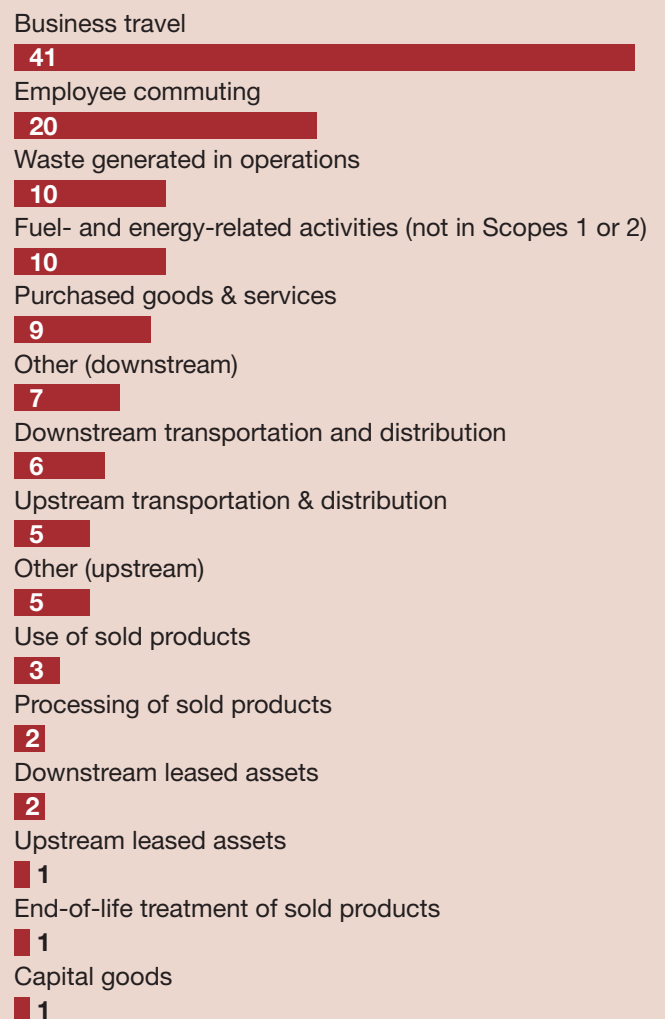 Business travel
41
Employee commuting
20
Waste generated in operations
10
Fuel- and energy-related activities (not in Scopes 1 or 2)
10
Purchased goods & services
9
Other (downstream)
7
Downstream transportation and distribution
6
Upstream transportation & distribution
5
Other (upstream)
5
Use of sold products
3
Processing of sold products
2
Downstream leased assets
2
Upstream leased assets
1
End-of-life treatment of sold products
1
Capital goods
1